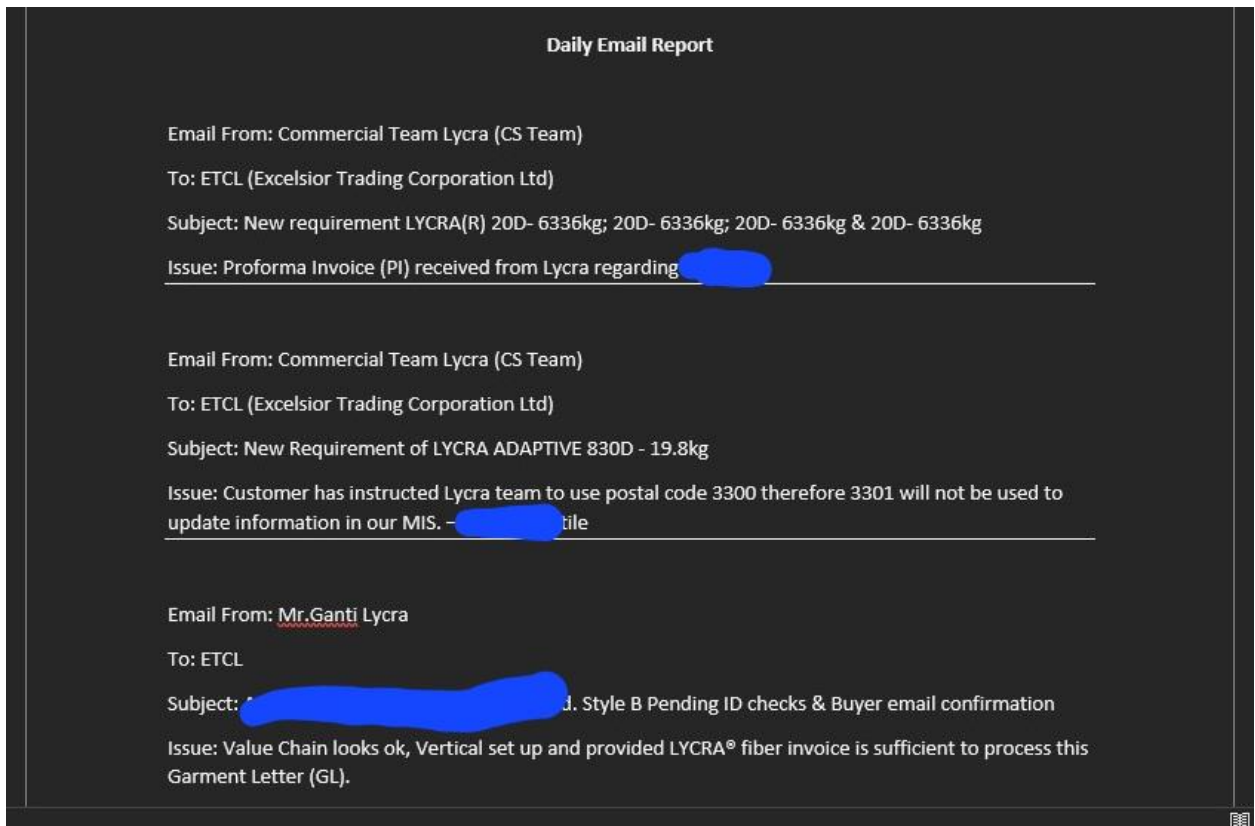 Daily Email Report
Email From: Commercial Team Lycra (CS Team)
To: ETCL (Excelsior Trading Corporation Ltd)
Subject: New requirement LYCRA(R) 20D- 6336kg; 20D- 6336kg; 20D- 6336kg & 20D- 6336kg
Issue: Proforma Invoice (PI) received from Lycra regarding
Email From: Commercial Team Lycra (CS Team)
To: ETCL (Excelsior Trading Corporation Ltd)
Subject: New Requirement of LYCRA ADAPTIVE 830D - 19.8kg
Issue: Customer has instructed Lycra team to use postal code 3300 therefore 3301 will not be used to
update information in our MIS. – tile
Email From: Mr.Ganti Lycra
To: ETCL
Subject: d. Style B Pending ID checks & Buyer email confirmation
Issue: Value Chain looks ok, Vertical set up and provided LYCRA® fiber invoice is sufficient to process this
Garment Letter (GL).